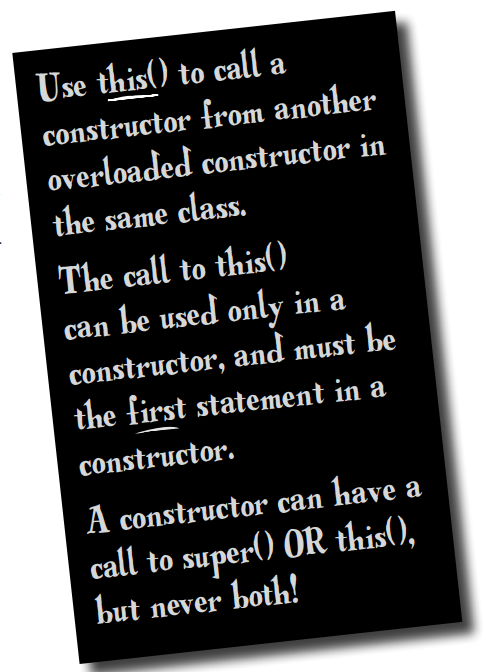 Use this() to call a
constructor from another
overloaded constructor in
the same class.
The call to this()
can be used only in a
constructor, and must be
the first statement in a
constructor.
A constructor can have a
call to super() OR this(),
but never both!